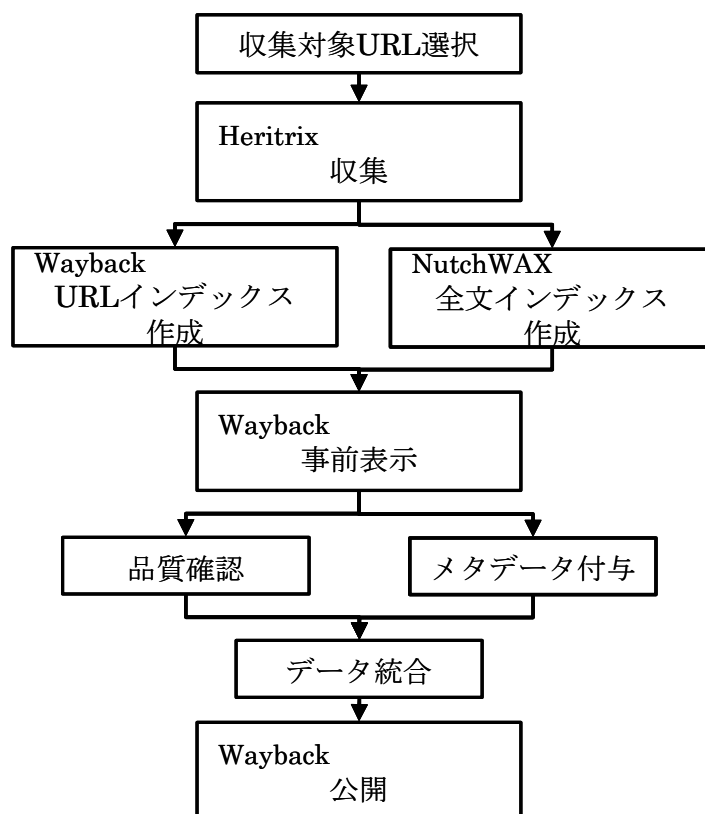 収集対象URL選択
Heritrix
収集
Wayback
URLインデックス
作成
NutchWAX
全文インデックス
作成
Wayback
事前表示
品質確認
メタデータ付与
データ統合
Wayback
公開